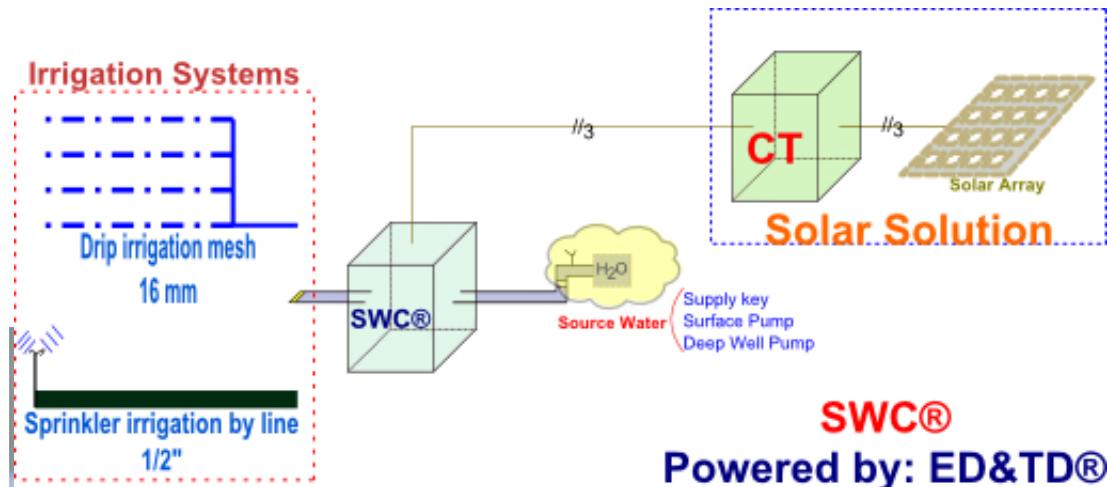 Irrigation Systems
Drip irrigation mesh
16 mm
Sprinkler irrigation by line
1/2"
SWC®
//3
H2O
Source Water
Supply key
Surface Pump
Deep Well Pump
CT
//3
Solar Array
Solar Solution
SWC®
Powered by: ED&TD®